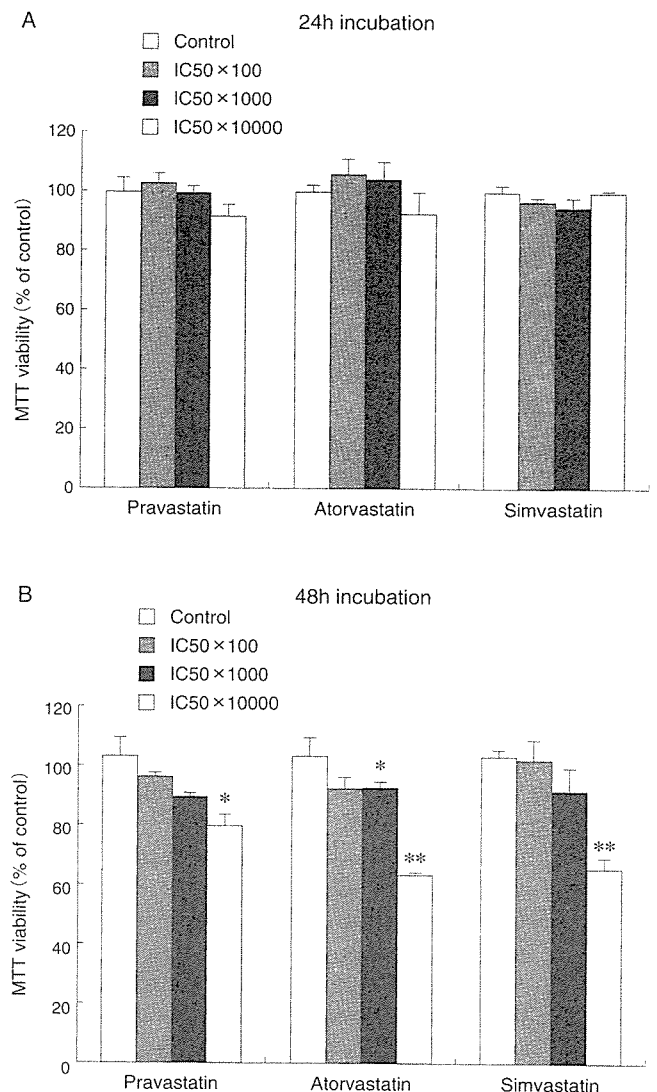 A
24h incubation
Control
IC50×100
IC50×1000
IC50×10000
MTT viability (% of control)
120
100
80
60
40
20
0
Pravastatin Atorvastatin Simvastatin
B
48h incubation
Control
IC50×100
IC50×1000
IC50×10000
MTT viability (% of control)
120
100
80
60
40
20
0
*
*
**
**
Pravastatin Atorvastatin Simvastatin